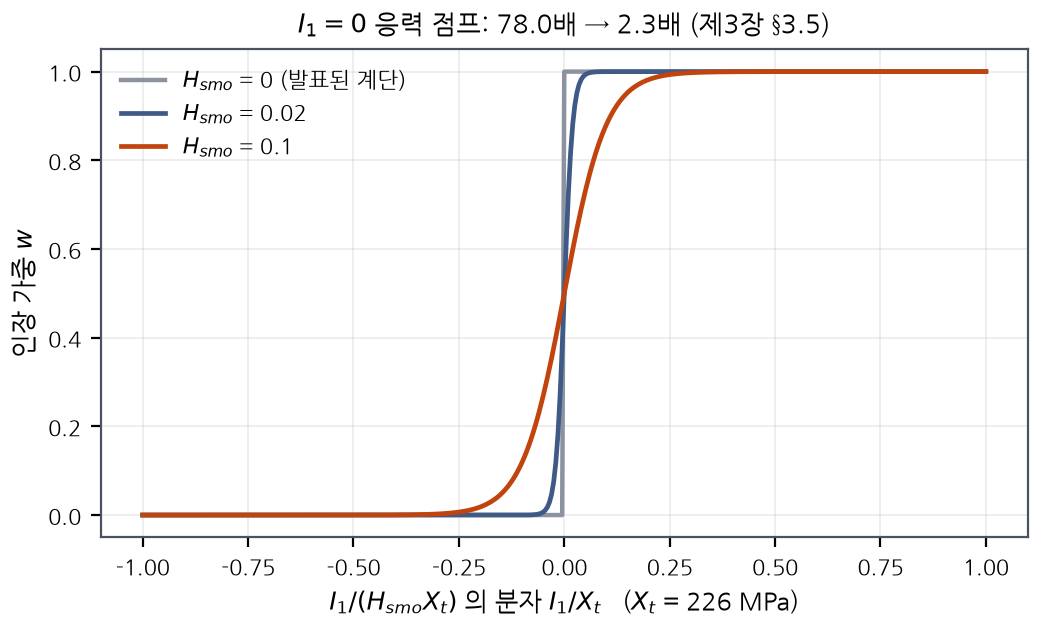 I₁ = 0 응력 점프: 78.0배 → 2.3배 (제3장 §3.5)
H_smo = 0 (발표된 계단)
H_smo = 0.02
H_smo = 0.1
인장 가중 w
1.0
0.8
0.6
0.4
0.2
0.0
-1.00 -0.75 -0.50 -0.25 0.00 0.25 0.50 0.75 1.00
I₁/(H_smo X_t) 의 분자 I₁/X_t (X_t = 226 MPa)